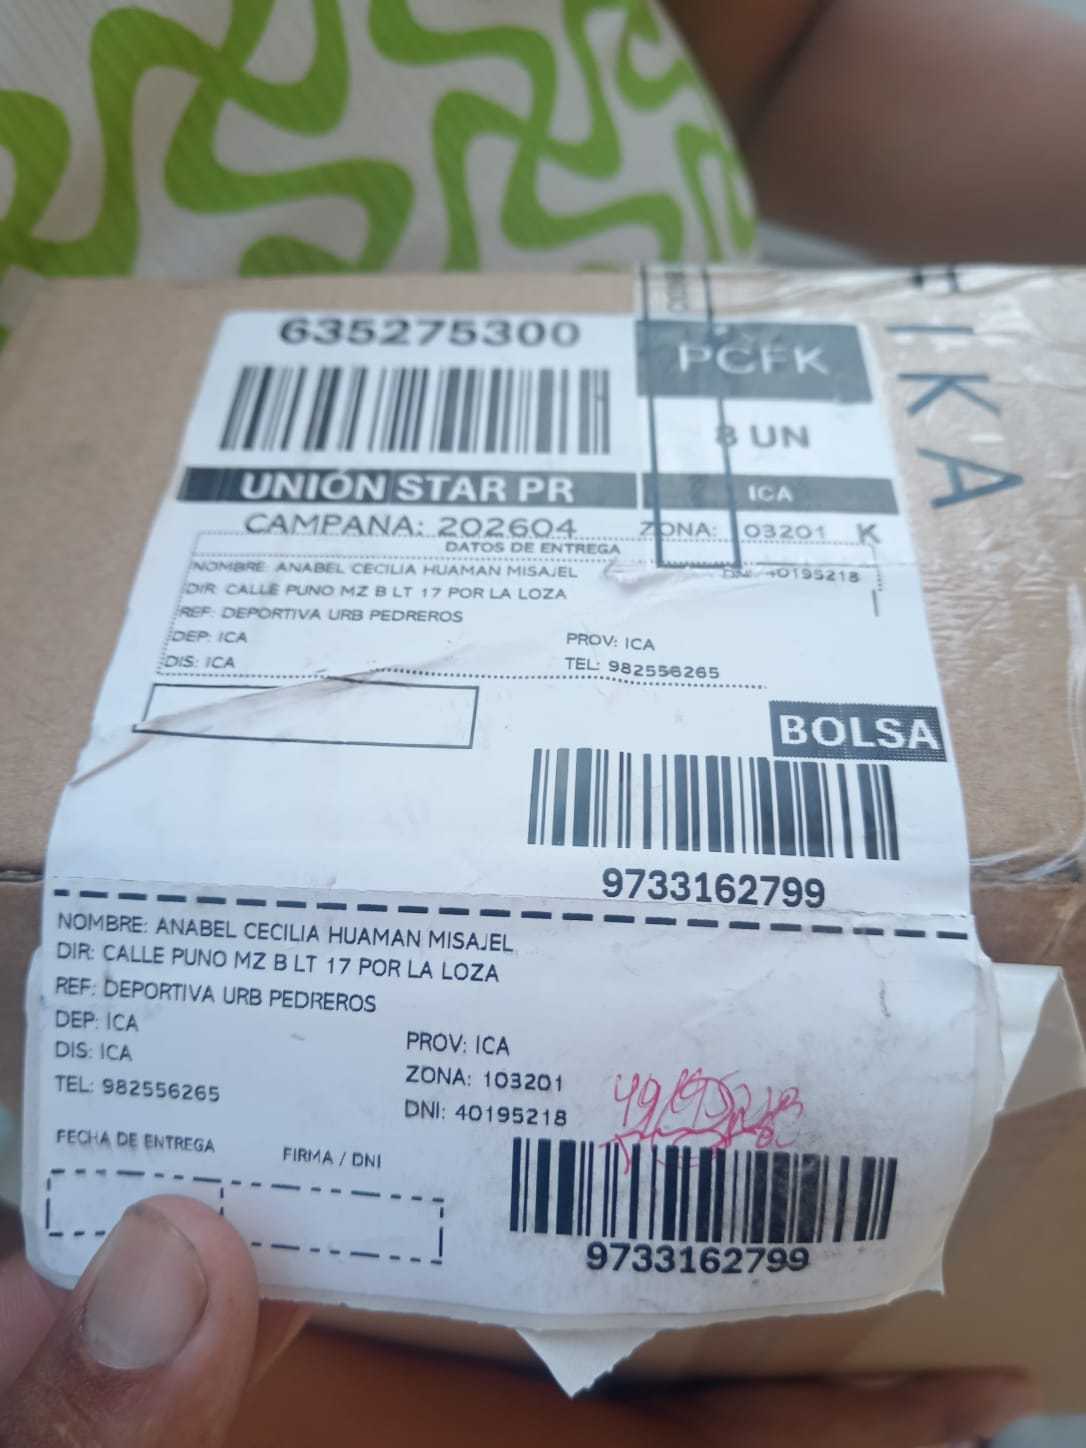 635275300
PCFK
8 UN
UNIÓN STAR PR
ICA
CAMPAÑA: 202604
ZONA: 03201 K
DATOS DE ENTREGA
NOMBRE: ANABEL CECILIA HUAMAN MISAJEL
DNI: 40195218
DIR: CALLE PUNO MZ B LT 17 POR LA LOZA
REF: DEPORTIVA URB PEDREROS
DEP: ICA
PROV: ICA
DIS: ICA
TEL: 982556265
BOLSA
9733162799
NOMBRE: ANABEL CECILIA HUAMAN MISAJEL
DIR: CALLE PUNO MZ B LT 17 POR LA LOZA
REF: DEPORTIVA URB PEDREROS
DEP: ICA
PROV: ICA
DIS: ICA
ZONA: 103201
TEL: 982556265
DNI: 40195218
FECHA DE ENTREGA
FIRMA / DNI
9733162799